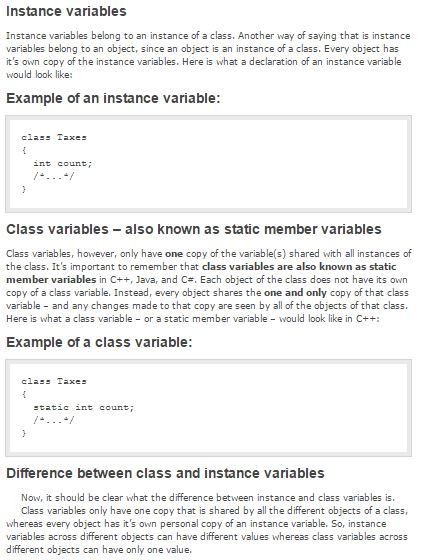 Instance variables
Instance variables belong to an instance of a class. Another way of saying that is instance
variables belong to an object, since an object is an instance of a class. Every object has
it's own copy of the instance variables. Here is what a declaration of an instance variable
would look like:
Example of an instance variable:
class Taxes
{
int count;
/*...*/
}
Class variables – also known as static member variables
Class variables, however, only have one copy of the variable(s) shared with all instances of
the class. It's important to remember that class variables are also known as static
member variables in C++, Java, and C#. Each object of the class does not have its own
copy of a class variable. Instead, every object shares the one and only copy of that class
variable – and any changes made to that copy are seen by all of the objects of that class.
Here is what a class variable – or a static member variable – would look like in C++:
Example of a class variable:
class Taxes
{
static int count;
/*...*/
}
Difference between class and instance variables
Now, it should be clear what the difference between instance and class variables is.
Class variables only have one copy that is shared by all the different objects of a class,
whereas every object has it's own personal copy of an instance variable. So, instance
variables across different objects can have different values whereas class variables across
different objects can have only one value.